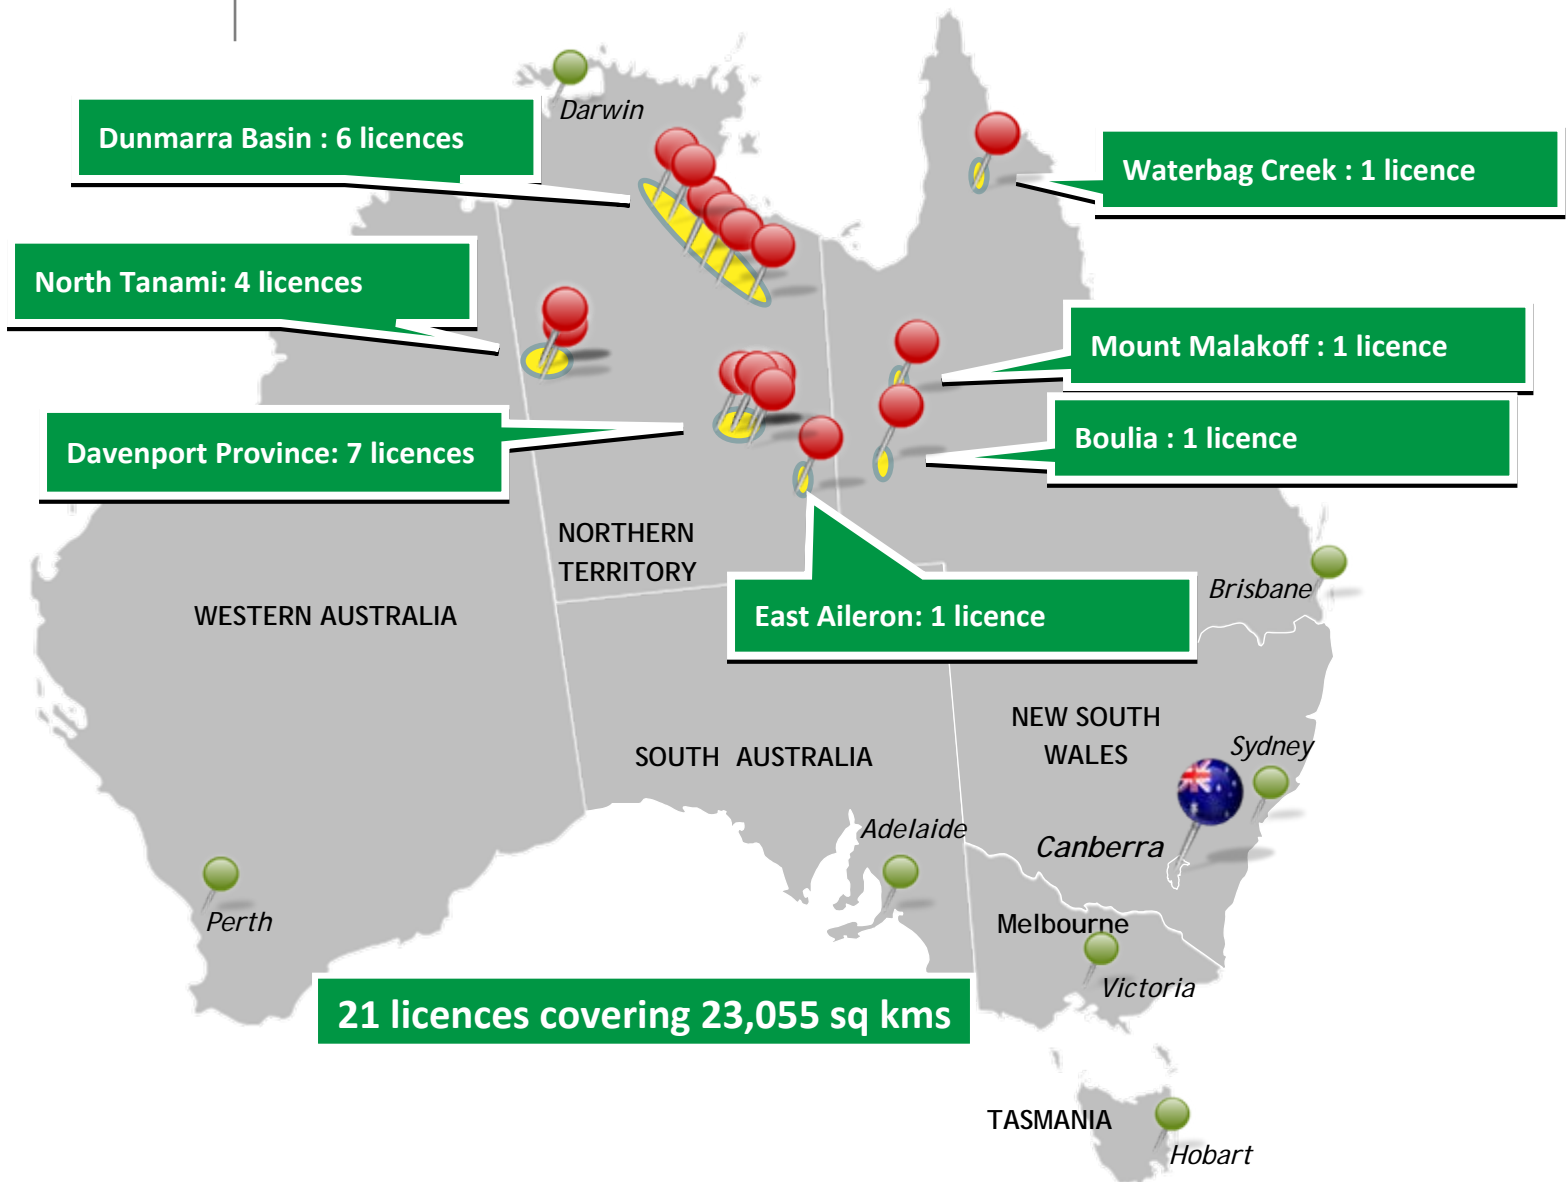 Darwin
Dunmarra Basin : 6 licences
Waterbag Creek : 1 licence
North Tanami: 4 licences
Mount Malakoff : 1 licence
Boulia : 1 licence
Davenport Province: 7 licences
NORTHERN
TERRITORY
Brisbane
WESTERN AUSTRALIA
East Aileron: 1 licence
NEW SOUTH
WALES
Sydney
SOUTH AUSTRALIA
Adelaide
Canberra
Perth
Melbourne
Victoria
21 licences covering 23,055 sq kms
TASMANIA
Hobart